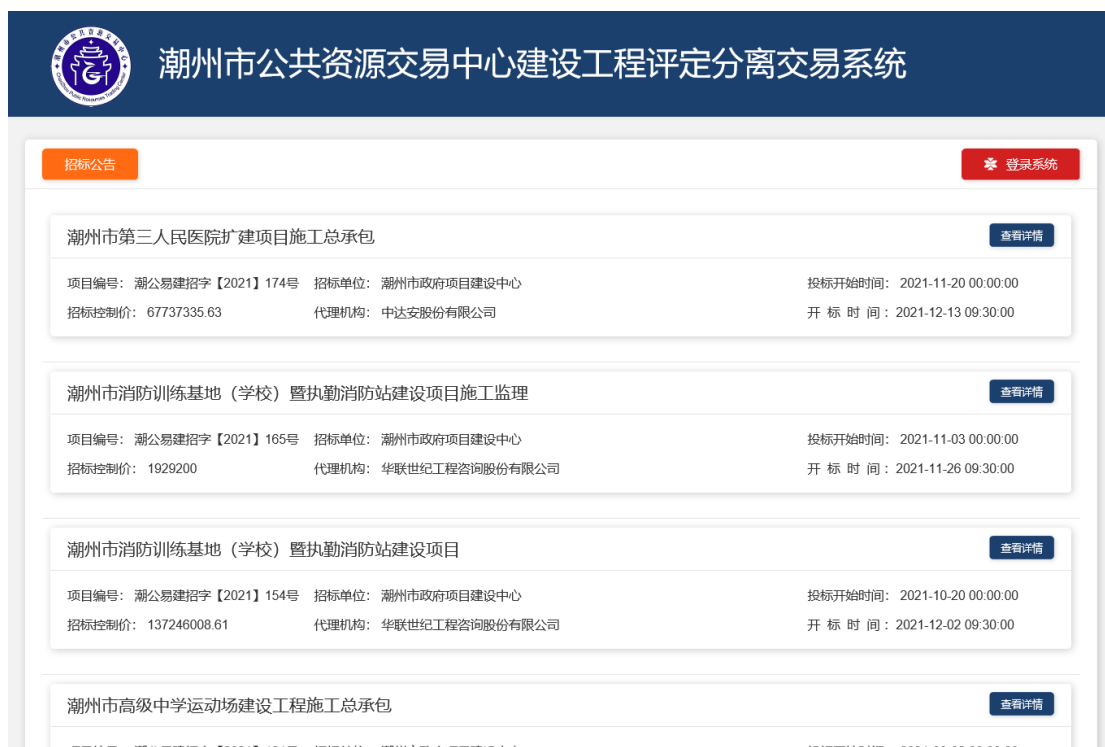 潮州市公共资源交易中心建设工程评定分离交易系统
招标公告
登录系统
潮州市第三人民医院扩建项目施工总承包
查看详情
项目编号： 潮公易建招字【2021】174号 招标单位： 潮州市政府项目建设中心 投标开始时间： 2021-11-20 00:00:00
招标控制价： 67737335.63 代理机构： 中达安股份有限公司 开 标 时 间 ：2021-12-13 09:30:00
潮州市消防训练基地（学校）暨执勤消防站建设项目施工监理
查看详情
项目编号： 潮公易建招字【2021】165号 招标单位： 潮州市政府项目建设中心 投标开始时间： 2021-11-03 00:00:00
招标控制价： 1929200 代理机构： 华联世纪工程咨询股份有限公司 开 标 时 间 ：2021-11-26 09:30:00
潮州市消防训练基地（学校）暨执勤消防站建设项目
查看详情
项目编号： 潮公易建招字【2021】154号 招标单位： 潮州市政府项目建设中心 投标开始时间： 2021-10-20 00:00:00
招标控制价： 137246008.61 代理机构： 华联世纪工程咨询股份有限公司 开 标 时 间 ：2021-12-02 09:30:00
潮州市高级中学运动场建设工程施工总承包
查看详情